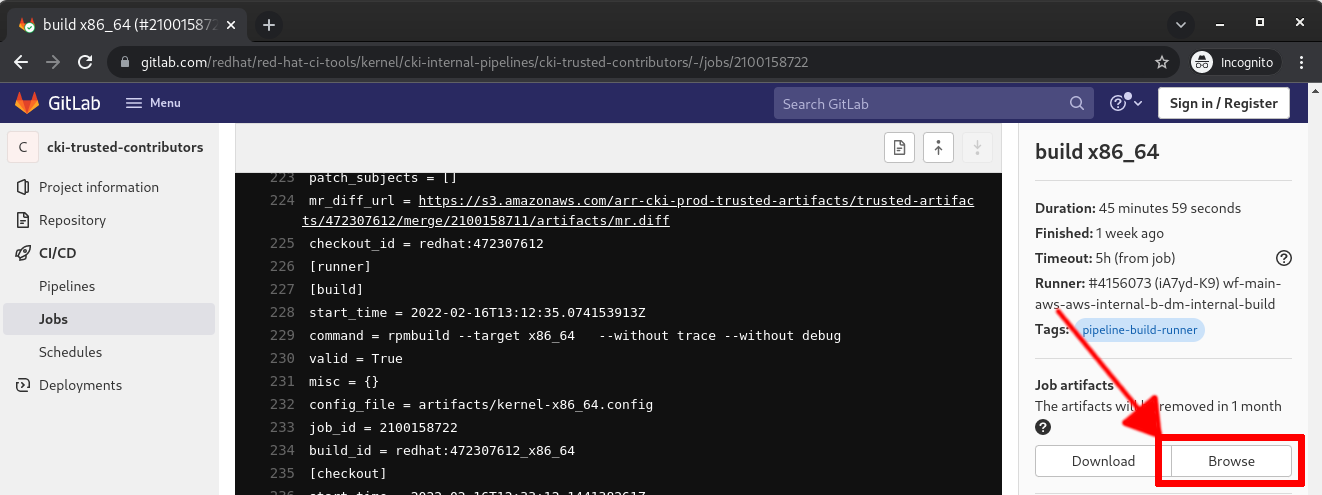 build x86_64 (#210015872
gitlab.com/redhat/red-hat-ci-tools/kernel/cki-internal-pipelines/cki-trusted-contributors/-/jobs/2100158722
Incognito
GitLab
Menu
Search GitLab
Sign in / Register
C
cki-trusted-contributors
Project information
Repository
CI/CD
Pipelines
Jobs
Schedules
Deployments
223 patch_subjects = []
224 mr_diff_url = https://s3.amazonaws.com/arr-cki-prod-trusted-artifacts/trusted-artifac
ts/472307612/merge/2100158711/artifacts/mr.diff
225 checkout_id = redhat:472307612
226 [runner]
227 [build]
228 start_time = 2022-02-16T13:12:35.074153913Z
229 command = rpmbuild --target x86_64   --without trace --without debug
230 valid = True
231 misc = {}
232 config_file = artifacts/kernel-x86_64.config
233 job_id = 2100158722
234 build_id = redhat:472307612_x86_64
235 [checkout]
build x86_64
Duration: 45 minutes 59 seconds
Finished: 1 week ago
Timeout: 5h (from job)
Runner: #4156073 (iA7yd-K9) wf-main-
aws-aws-internal-b-dm-internal-build
Tags: pipeline-build-runner
Job artifacts
The artifacts will be removed in 1 month
Download
Browse